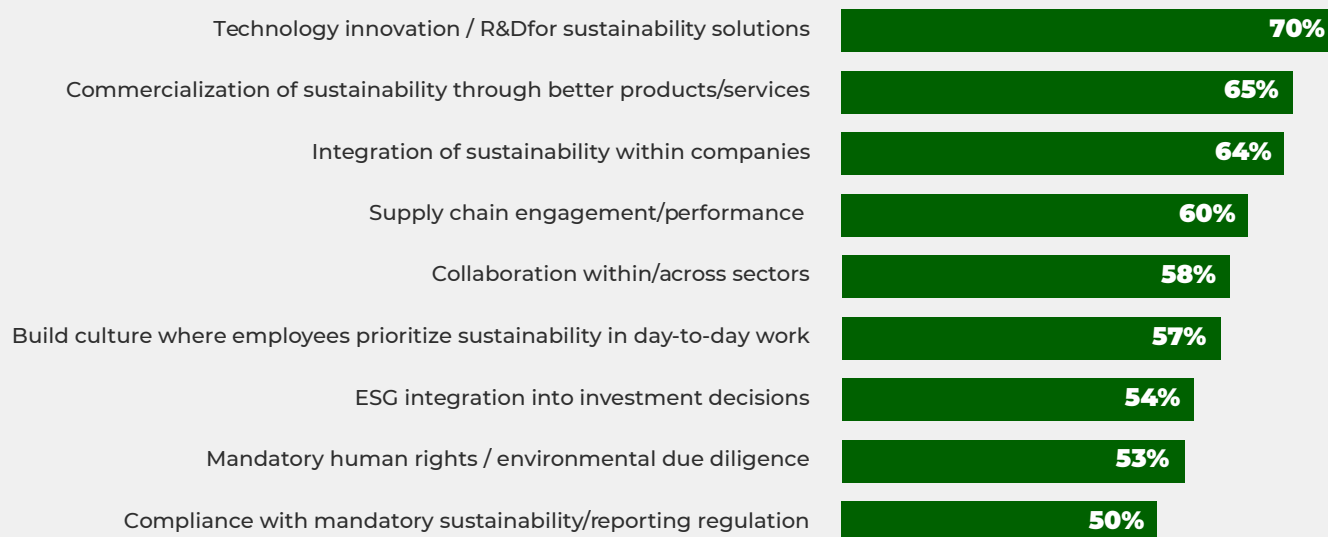 Technology innovation / R&Dfor sustainability solutions 70%
Commercialization of sustainability through better products/services 65%
Integration of sustainability within companies 64%
Supply chain engagement/performance 60%
Collaboration within/across sectors 58%
Build culture where employees prioritize sustainability in day-to-day work 57%
ESG integration into investment decisions 54%
Mandatory human rights / environmental due diligence 53%
Compliance with mandatory sustainability/reporting regulation 50%